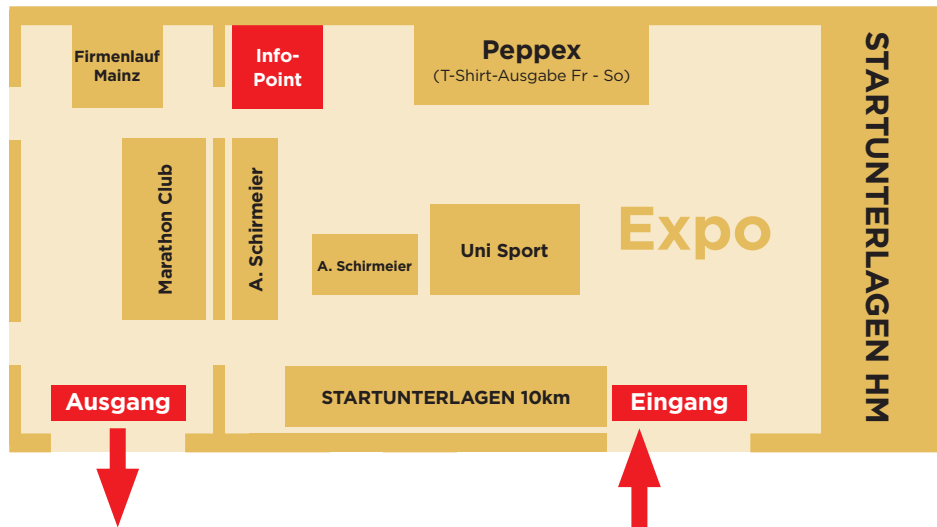 Firmenlauf
Mainz
Info-
Point
Peppex
(T-Shirt-Ausgabe Fr - So)
STARTUNTERLAGEN HM
Marathon Club
A. Schirmeier
A. Schirmeier
Uni Sport
Expo
Ausgang
STARTUNTERLAGEN 10km
Eingang